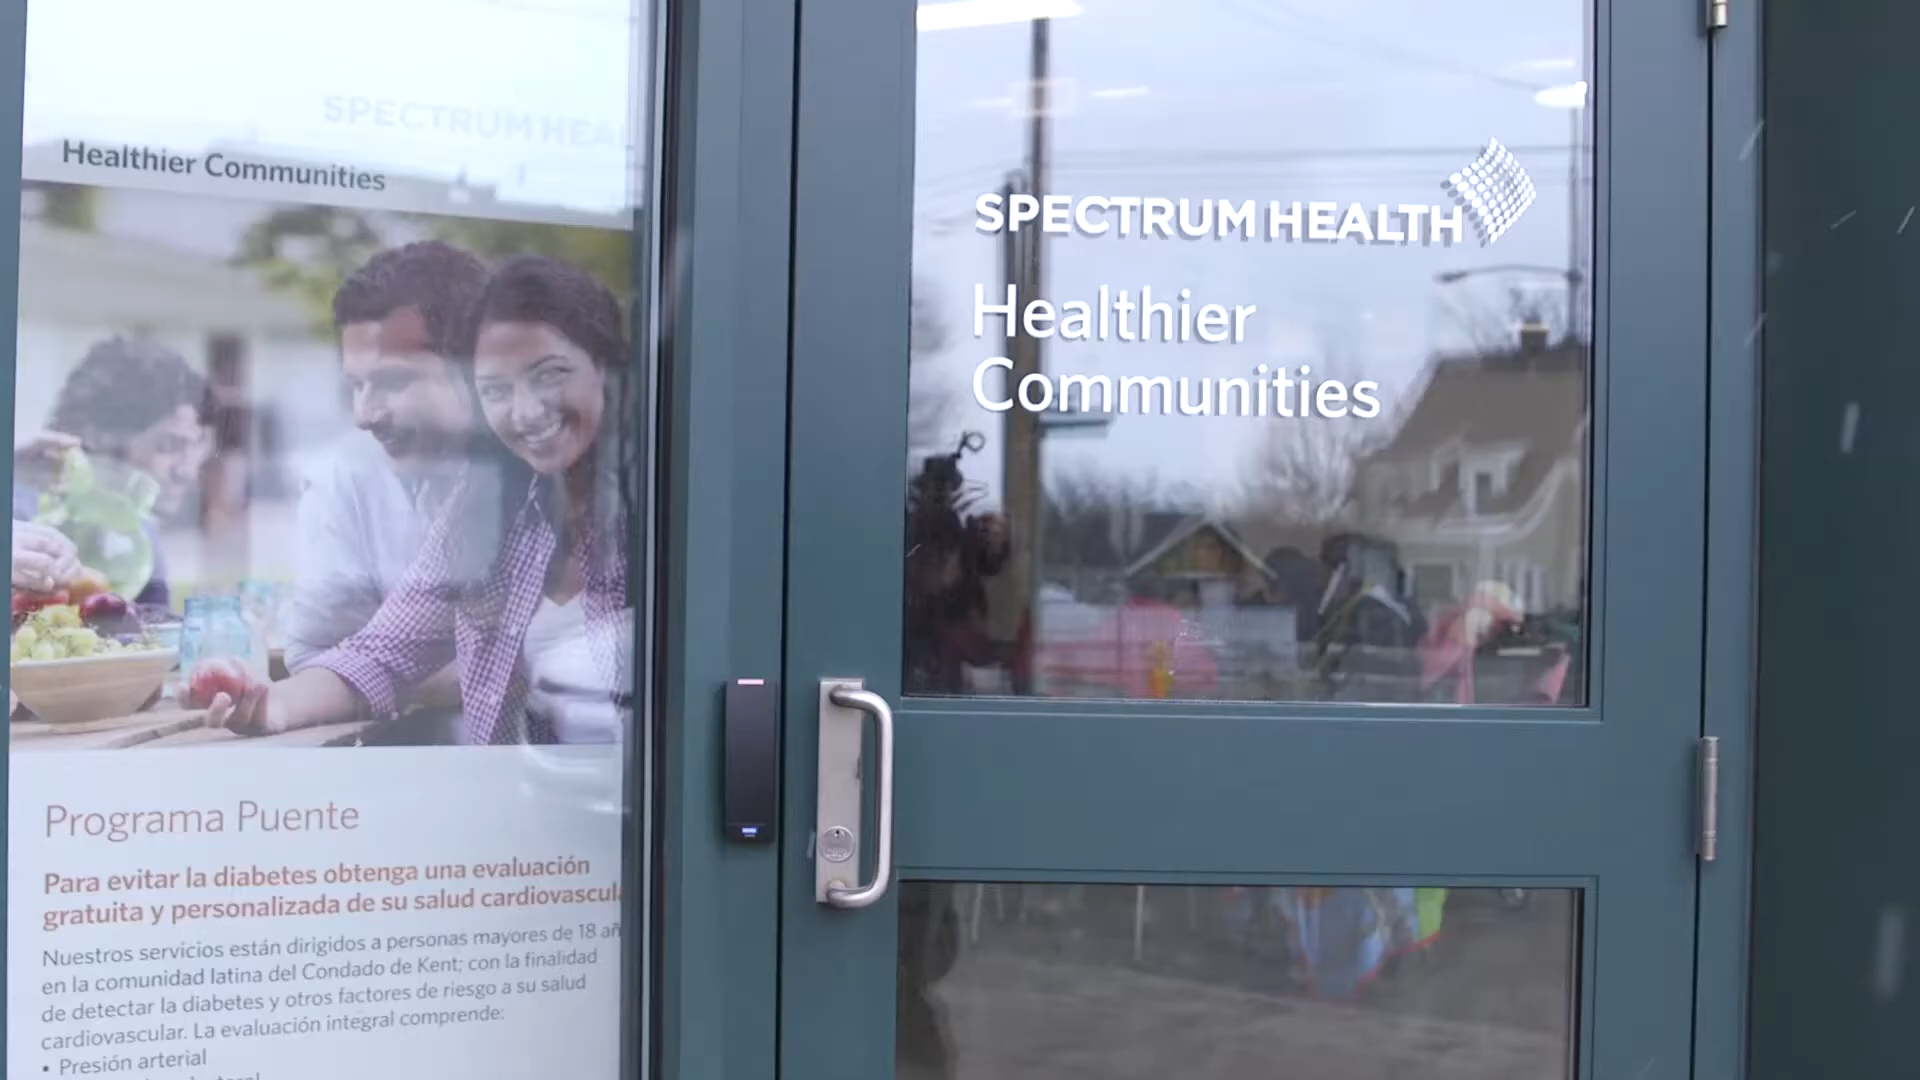 SPECTRUM HEAL
Healthier Communities
Programa Puente
Para evitar la diabetes obtenga una evaluación
gratuita y personalizada de su salud cardiovascul
Nuestros servicios están dirigidos a personas mayores de 18 añ
en la comunidad latina del Condado de Kent; con la finalidad
de detectar la diabetes y otros factores de riesgo a su salud
cardiovascular. La evaluación integral comprende:
• Presión arterial
SPECTRUM HEALTH
Healthier
Communities